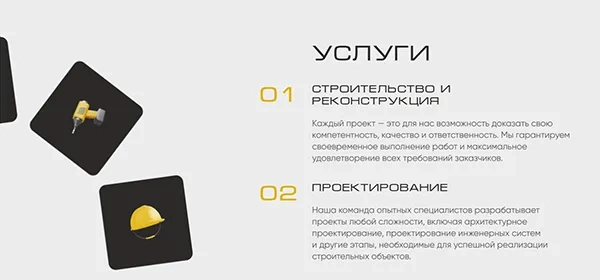 УСЛУГИ
01
СТРОИТЕЛЬСТВО И
РЕКОНСТРУКЦИЯ
Каждый проект — это для нас возможность доказать свою
компетентность, качество и ответственность. Мы гарантируем
своевременное выполнение работ и максимальное
удовлетворение всех требований заказчиков.
02
ПРОЕКТИРОВАНИЕ
Наша команда опытных специалистов разрабатывает
проекты любой сложности, включая архитектурное
проектирование, проектирование инженерных систем
и другие этапы, необходимые для успешной реализации
строительных объектов.